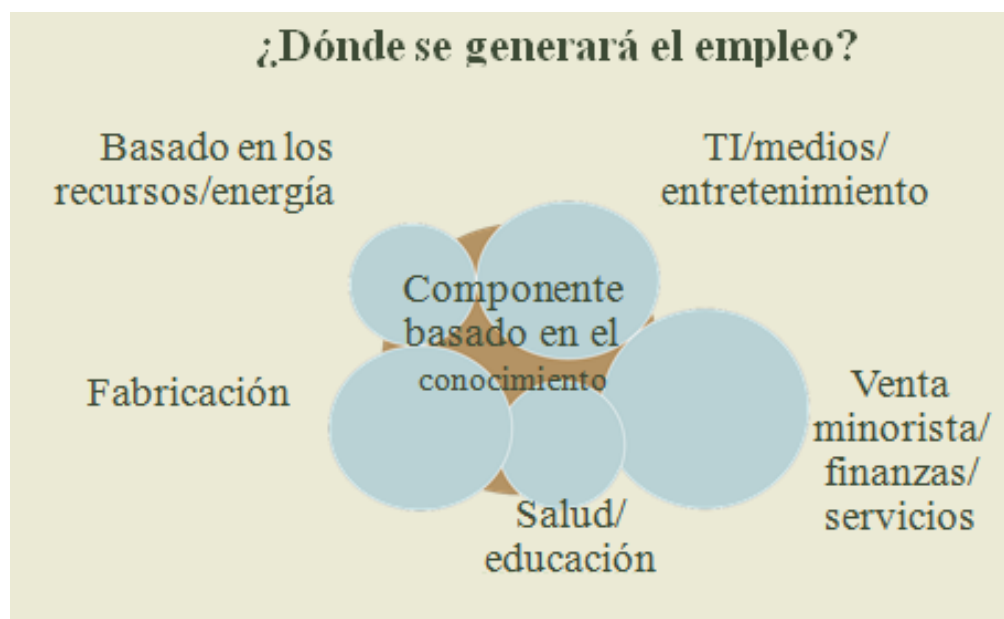 ¿Dónde se generará el empleo?
Basado en los
recursos/energía
TI/medios/
entretenimiento
Componente
basado en el
conocimiento
Fabricación
Venta
minorista/
finanzas/
servicios
Salud/
educación